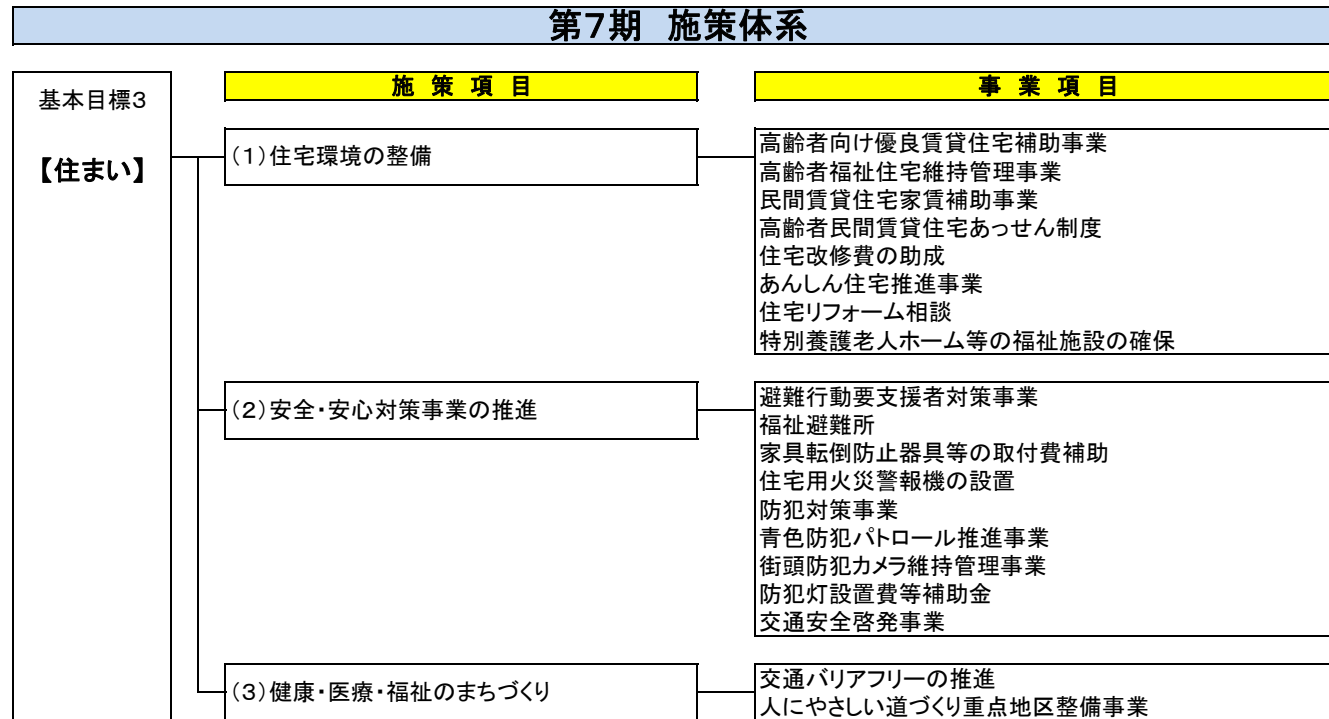 第7期　施策体系
基本目標3
【住まい】
施 策 項 目
事 業 項 目
(1)住宅環境の整備
高齢者向け優良賃貸住宅補助事業
高齢者福祉住宅維持管理事業
民間賃貸住宅家賃補助事業
高齢者民間賃貸住宅あっせん制度
住宅改修費の助成
あんしん住宅推進事業
住宅リフォーム相談
特別養護老人ホーム等の福祉施設の確保
(2)安全・安心対策事業の推進
避難行動要支援者対策事業
福祉避難所
家具転倒防止器具等の取付費補助
住宅用火災警報機の設置
防犯対策事業
青色防犯パトロール推進事業
街頭防犯カメラ維持管理事業
防犯灯設置費等補助金
交通安全啓発事業
(3)健康・医療・福祉のまちづくり
交通バリアフリーの推進
人にやさしい道づくり重点地区整備事業